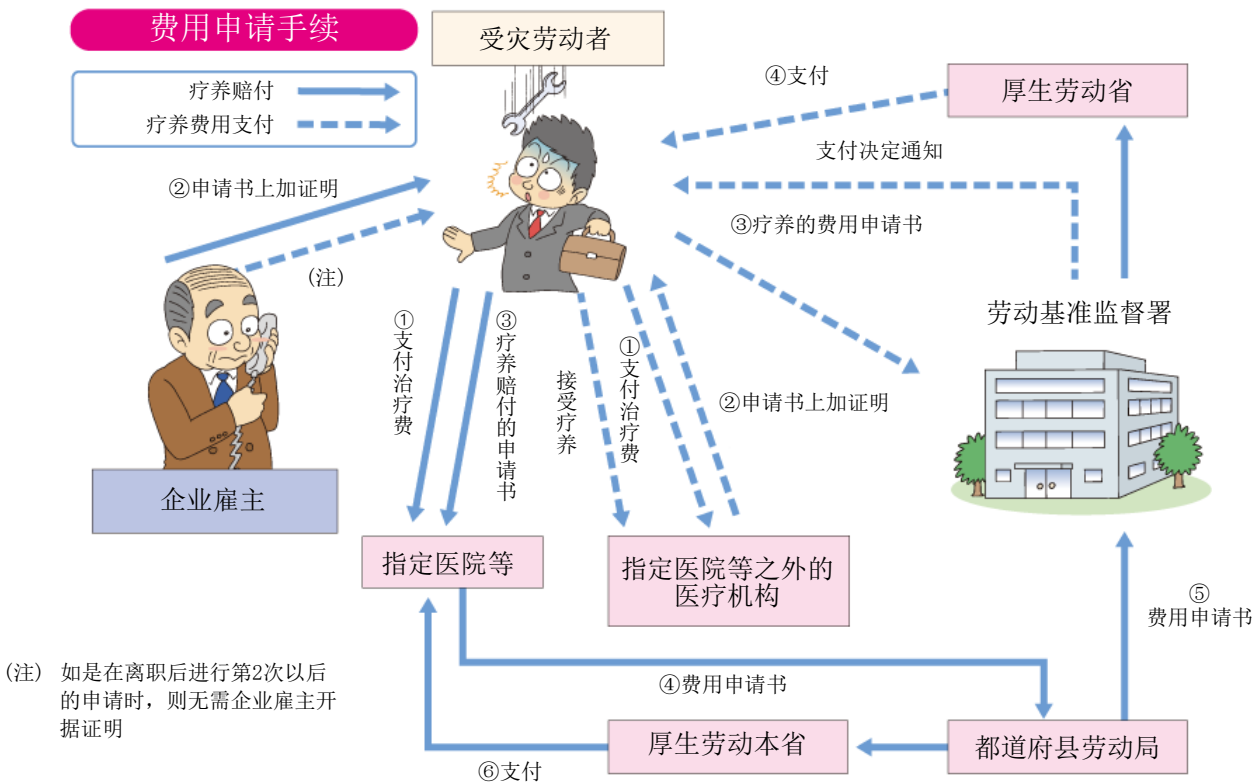 费用申请手续
受灾劳动者
疗养赔付
疗养费用支付
④支付
厚生劳动省
支付决定通知
②申请书上加证明
③疗养的费用申请书
(注)
劳动基准监督署
①支付治疗费
③疗养赔付的申请书
接受疗养
①支付治疗费
②申请书上加证明
企业雇主
指定医院等
指定医院等之外的
医疗机构
⑤
费用申请书
(注) 如是在离职后进行第2次以后
的申请时，则无需企业雇主开
据证明
④费用申请书
厚生劳动本省
都道府县劳动局
⑥支付